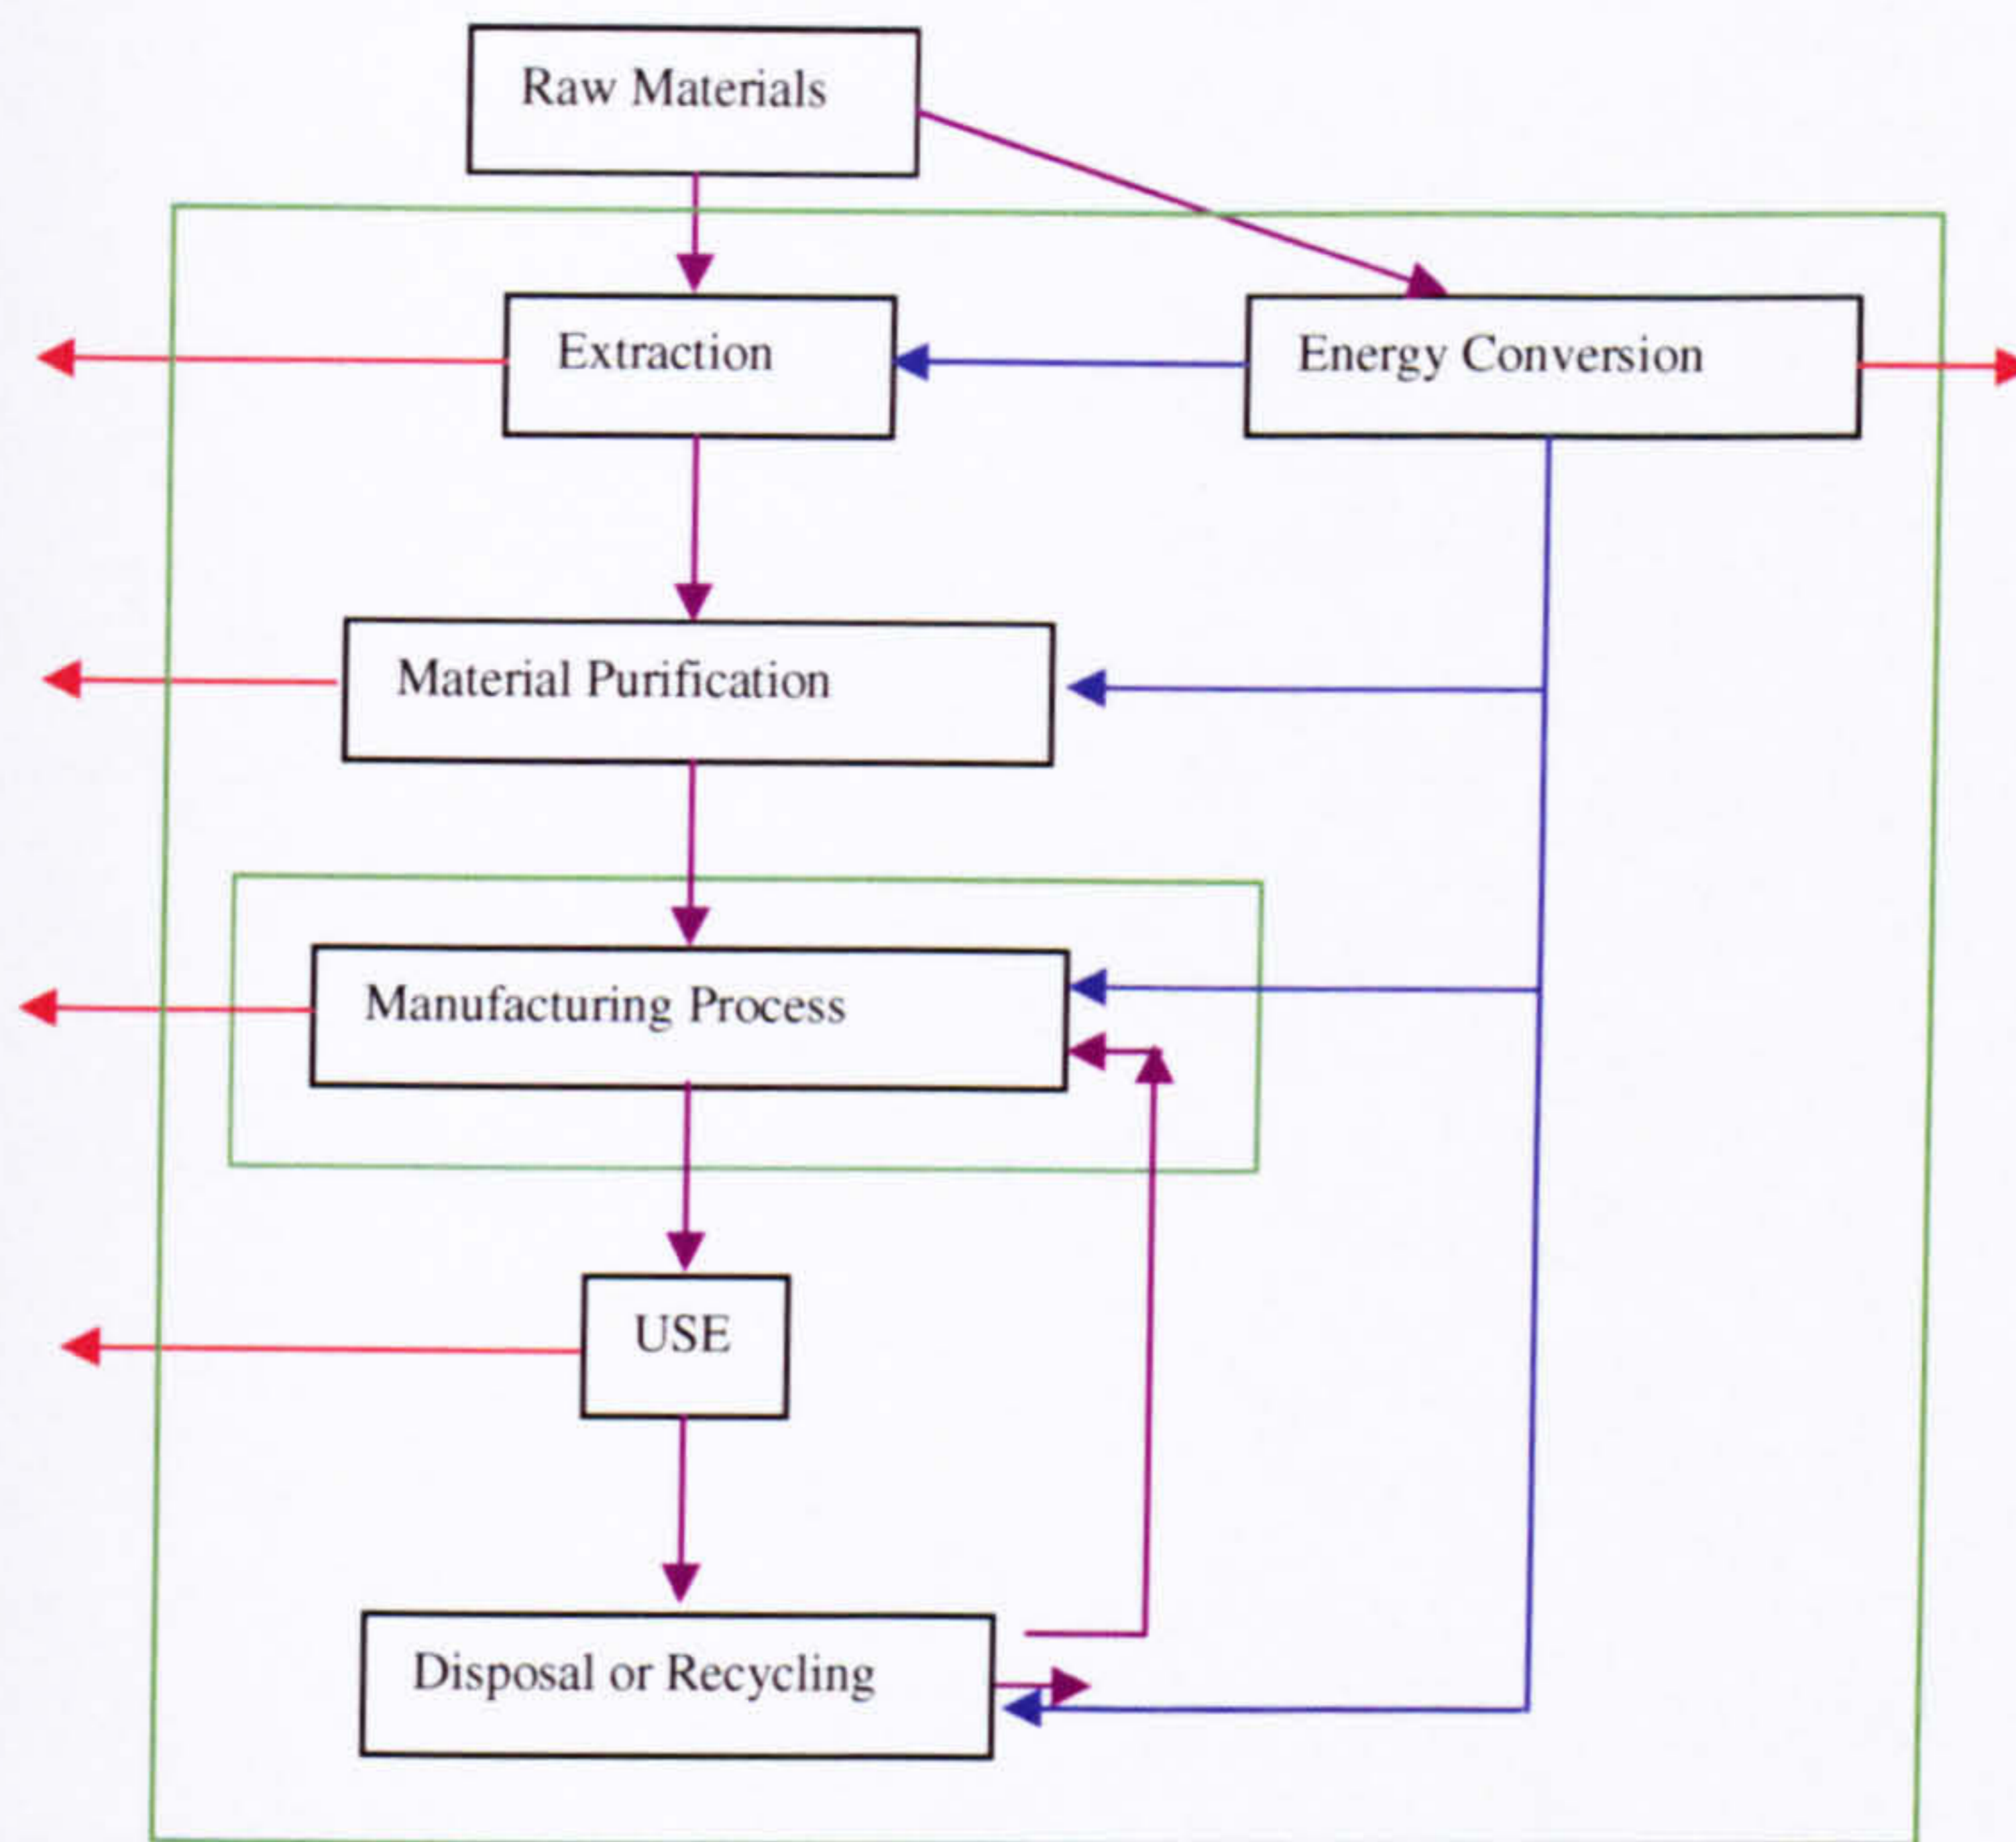 Raw Materials
Extraction
Energy Conversion
Material Purification
Manufacturing Process
USE
Disposal or Recycling